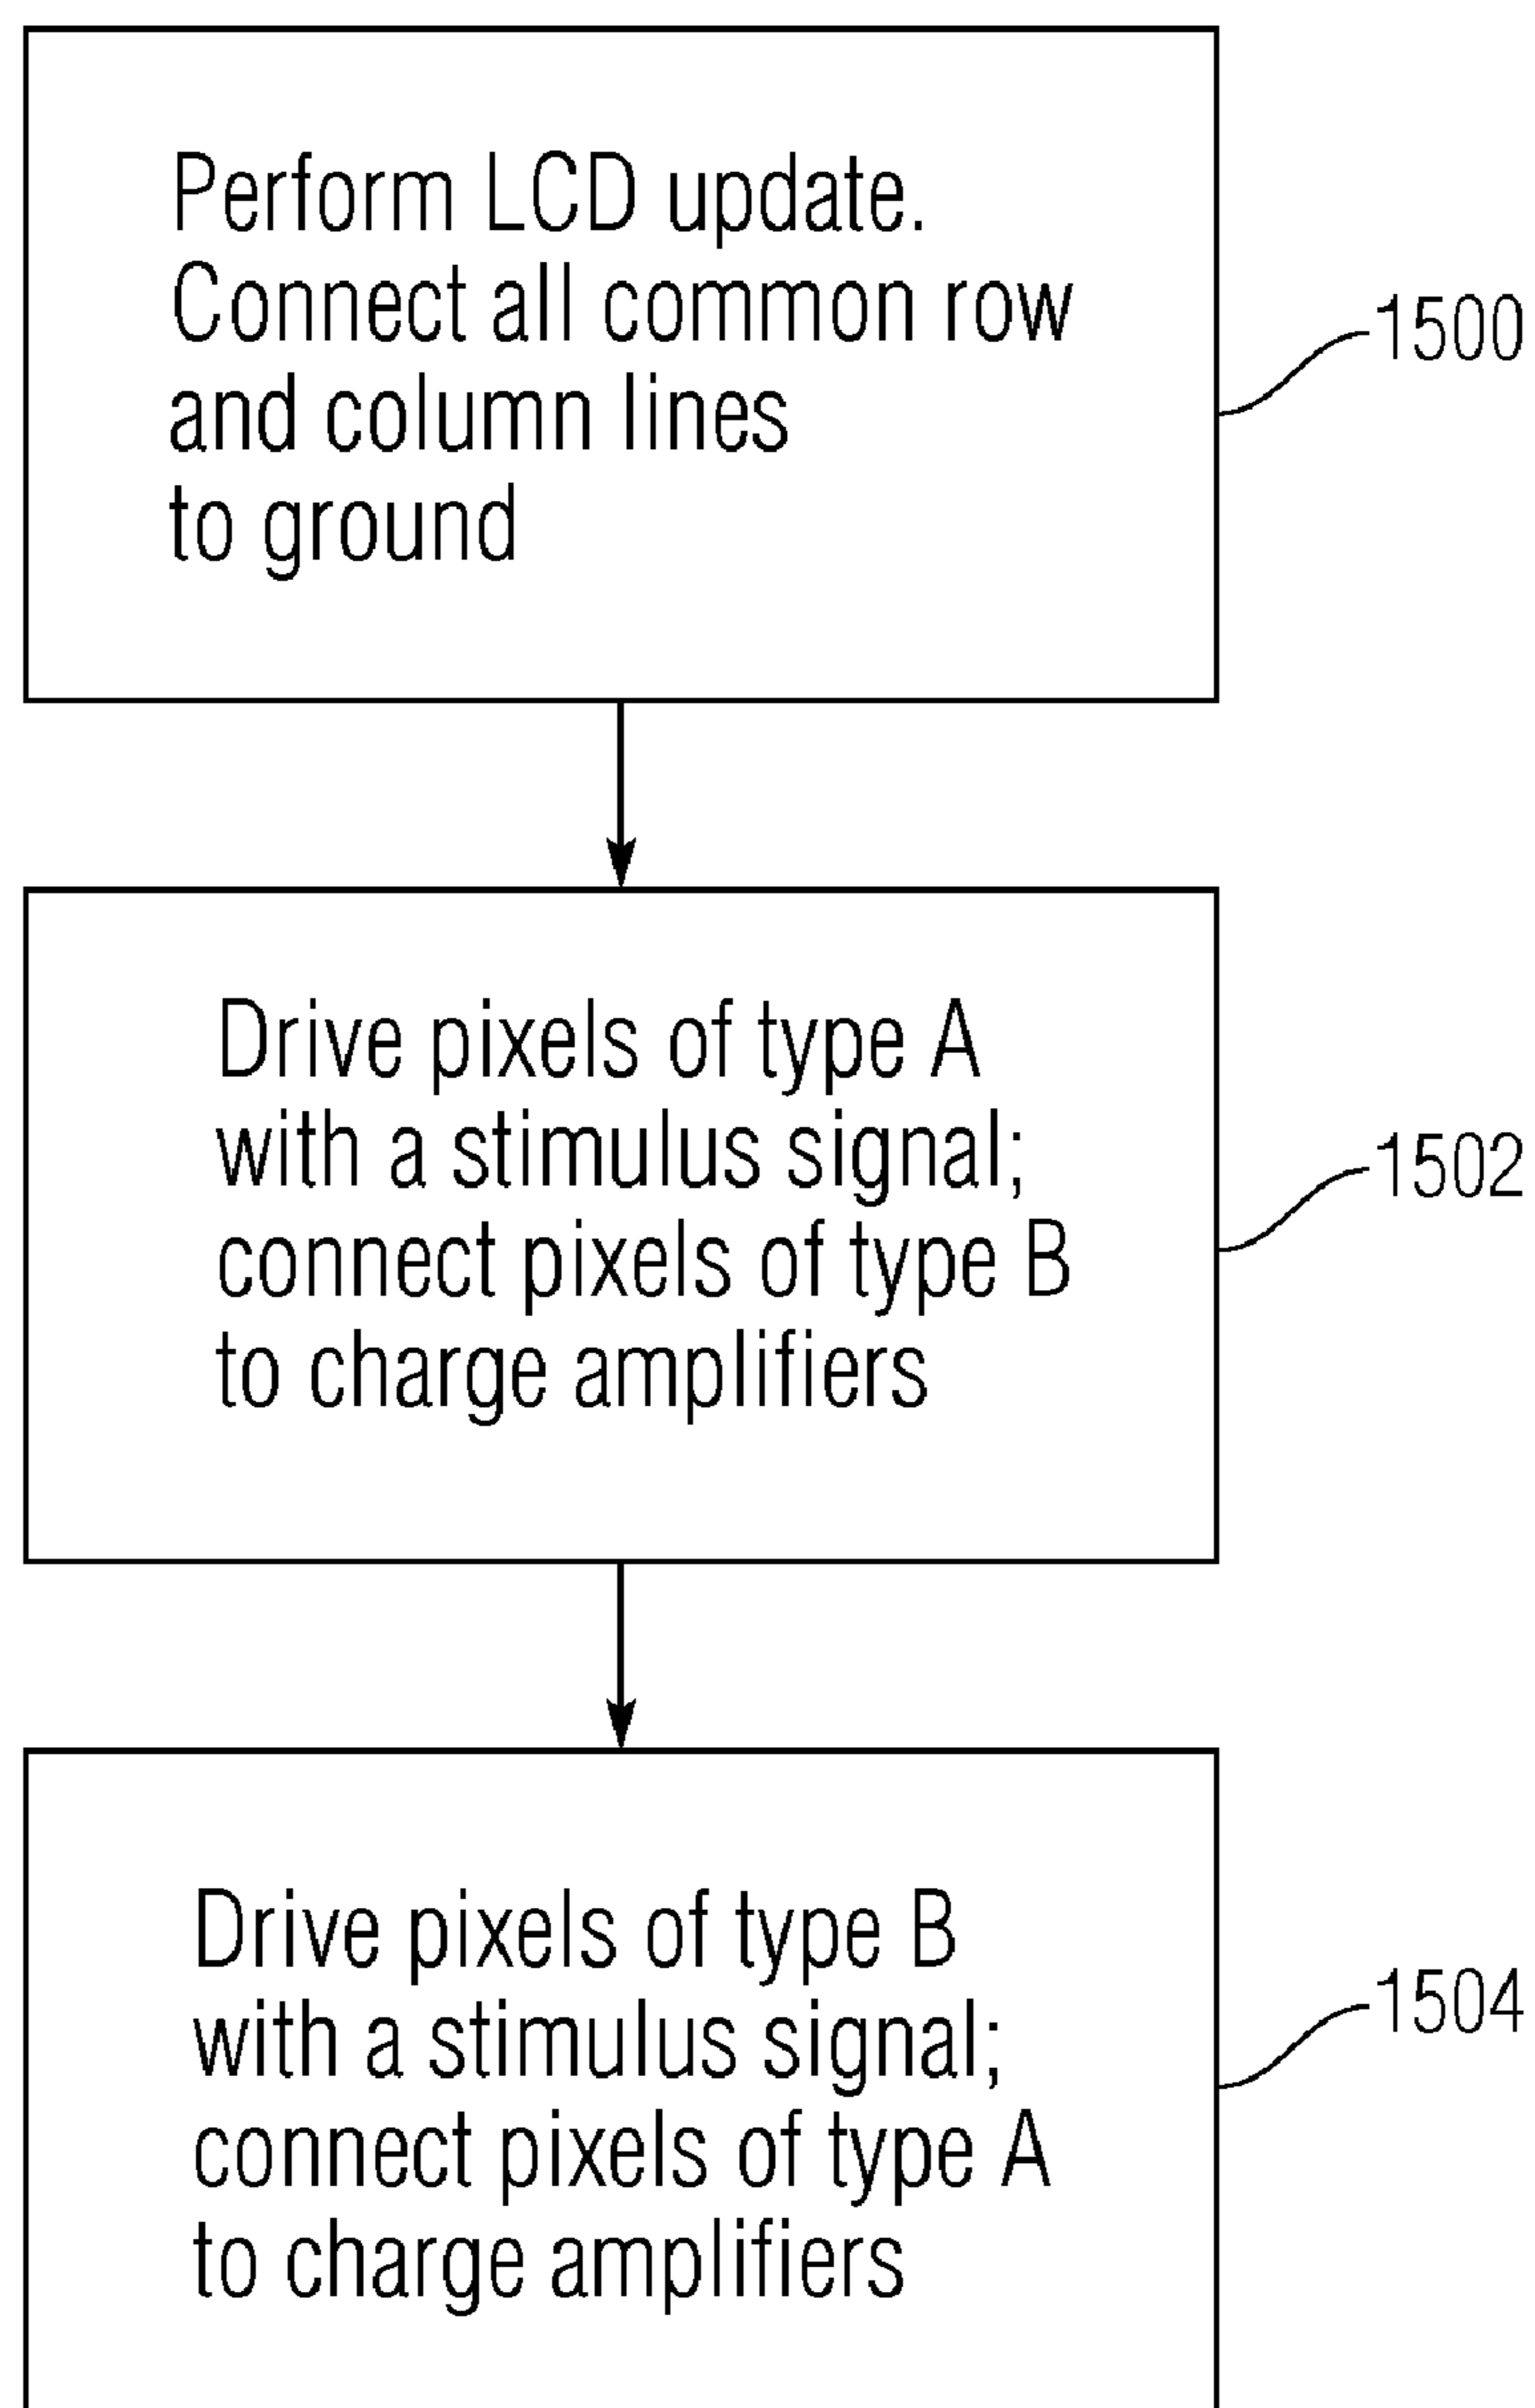 Perform LCD update.
Connect all common row
and column lines
to ground
1500
Drive pixels of type A
with a stimulus signal;
connect pixels of type B
to charge amplifiers
1502
Drive pixels of type B
with a stimulus signal;
connect pixels of type A
to charge amplifiers
1504